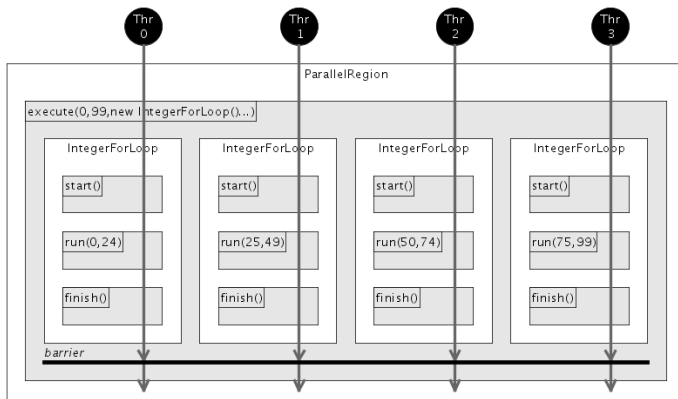 Thr Thr Thr Thr
0 1 2 3
ParallelRegion
execute(0,99,new IntegerForLoop()...)
IntegerForLoop IntegerForLoop IntegerForLoop IntegerForLoop
start() start() start() start()
run(0,24) run(25,49) run(50,74) run(75,99)
finish() finish() finish() finish()
barrier